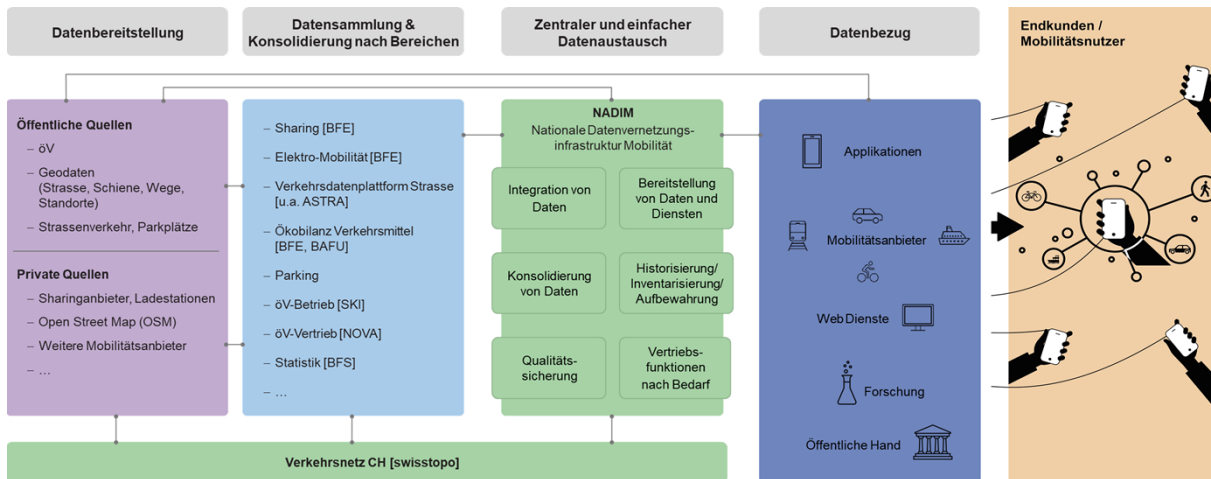 Datenbereitstellung
Datensammlung &
Konsolidierung nach Bereichen
Zentraler und einfacher
Datenaustausch
Datenbezug
Endkunden /
Mobilitätsnutzer
Öffentliche Quellen
– öV
– Geodaten
(Strasse, Schiene, Wege,
Standorte)
– Strassenverkehr, Parkplätze
Private Quellen
– Sharinganbieter, Ladestationen
– Open Street Map (OSM)
– Weitere Mobilitätsanbieter
– …
– Sharing [BFE]
– Elektro-Mobilität [BFE]
– Verkehrsdatenplattform Strasse
[u.a. ASTRA]
– Ökobilanz Verkehrsmittel
[BFE, BAFU]
– Parking
– öV-Betrieb [SKI]
– öV-Vertrieb [NOVA]
– Statistik [BFS]
– …
NADIM
Nationale Datenvernetzungs-
infrastruktur Mobilität
Integration von
Daten
Bereitstellung
von Daten und
Diensten
Konsolidierung
von Daten
Historisierung/
Inventarisierung/
Aufbewahrung
Qualitäts-
sicherung
Vertriebs-
funktionen
nach Bedarf
Applikationen
Mobilitätsanbieter
Web Dienste
Forschung
Öffentliche Hand
Verkehrsnetz CH [swisstopo]